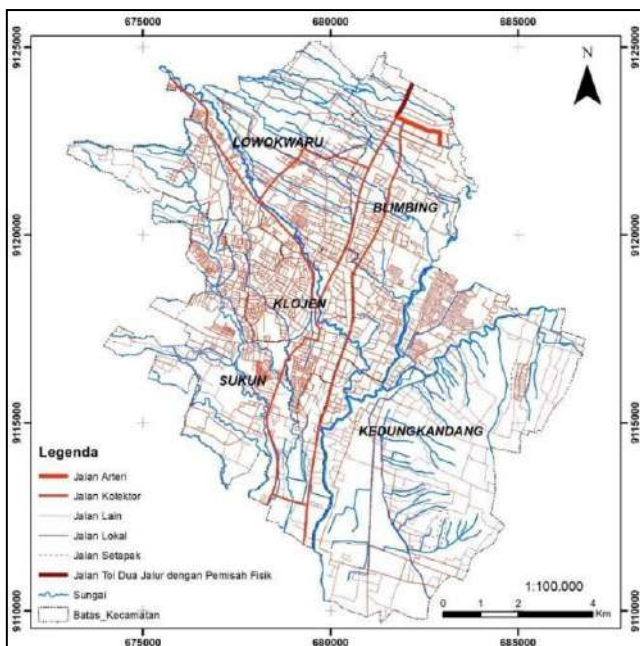 675000 680000 685000
9125000 9125000
N
LOWOKWARU
BLIMBING
9120000 9120000
KLOJEN
SUKUN
9115000 9115000
KEDUNGKANDANG
Legenda
Jalan Arteri
Jalan Kolektor
Jalan Lain
Jalan Lokal
Jalan Setapak
Jalan Tol Dua Jalur dengan Pemisah Fisik
Sungai
Batas_Kecamatan
1:100.000
0 1 2 4
Km
9110000 9110000
675000 680000 685000